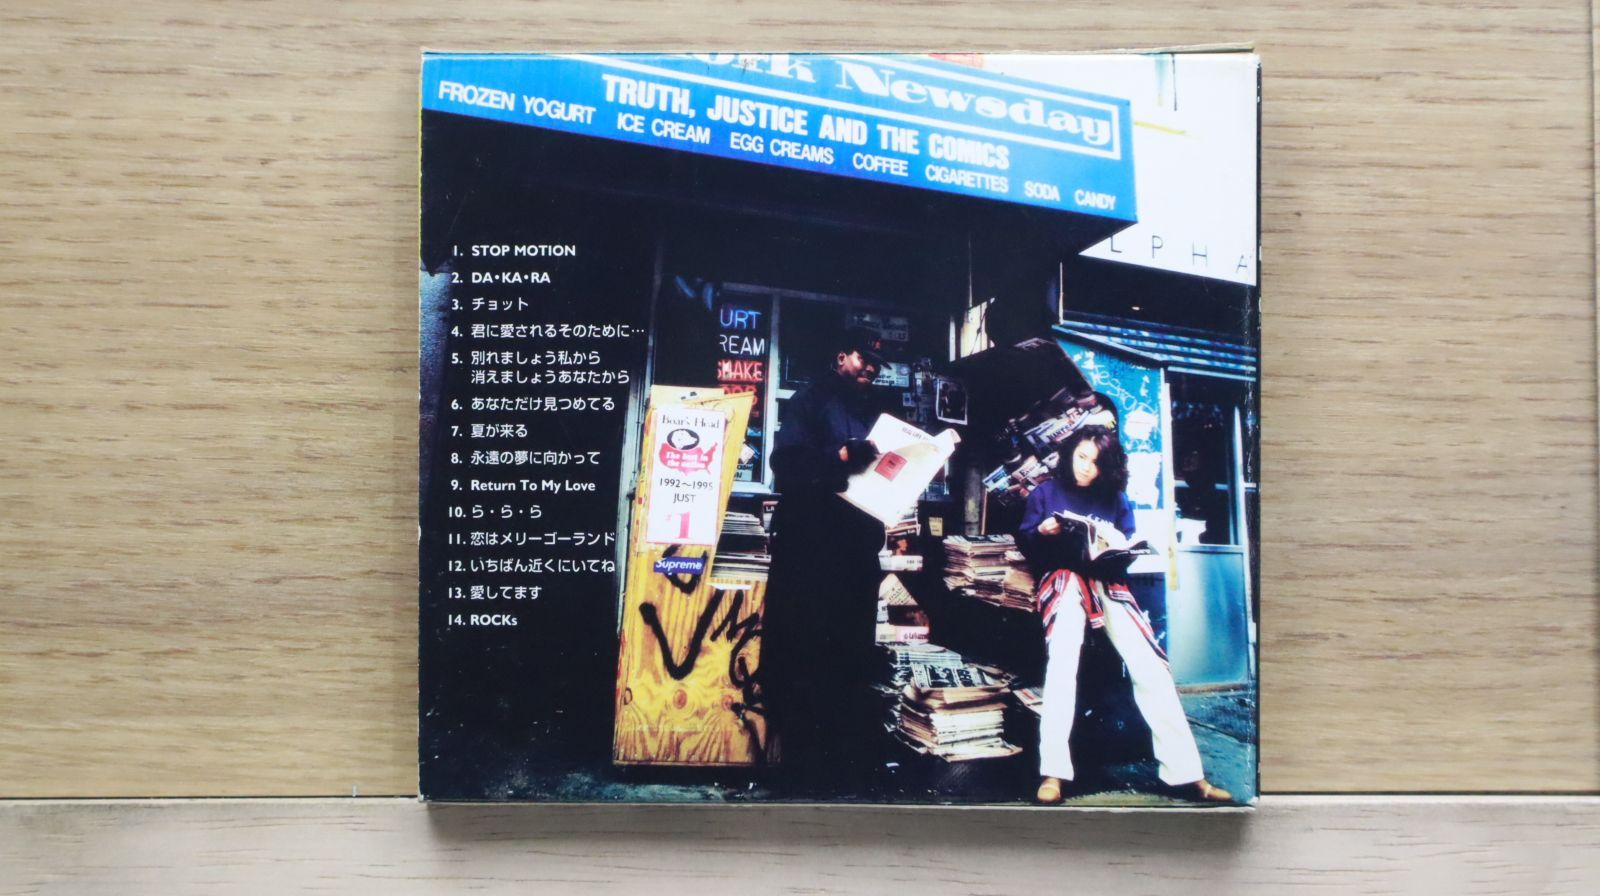 ork Newsday
TRUTH, JUSTICE AND THE COMICS
FROZEN YOGURT ICE CREAM EGG CREAMS COFFEE CIGARETTES SODA CANDY
LPHA
1. STOP MOTION
2. DA•KA•RA
3. チョット
4. 君に愛されるそのために…
5. 別れましょう私から
消えましょうあなたから
6. あなただけ見つめてる
7. 夏が来る
8. 永遠の夢に向かって
9. Return To My Love
10. ら・ら・ら
11. 恋はメリーゴーランド
12. いちばん近くにいてね
13. 愛してます
14. ROCKs
URT
REAM
SHAKE
Boar's Head
The best in
the nation
1992〜1995
JUST
1
Supreme